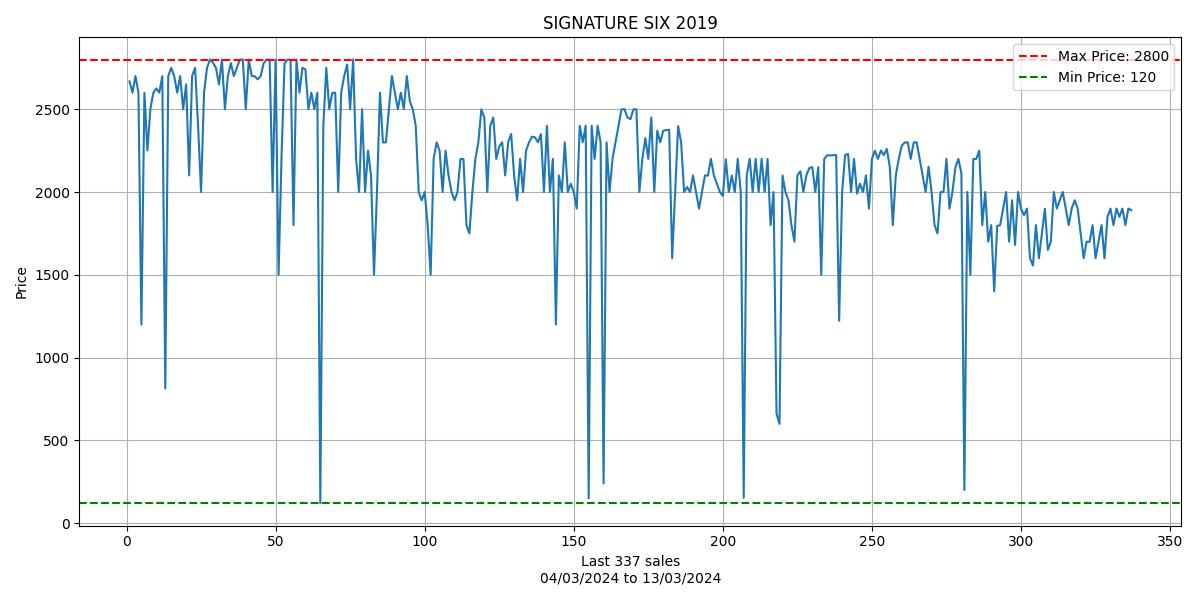 SIGNATURE SIX 2019
Max Price: 2800
Min Price: 120
Price
2500
2000
1500
1000
500
0
0 50 100 150 200 250 300 350
Last 337 sales
04/03/2024 to 13/03/2024